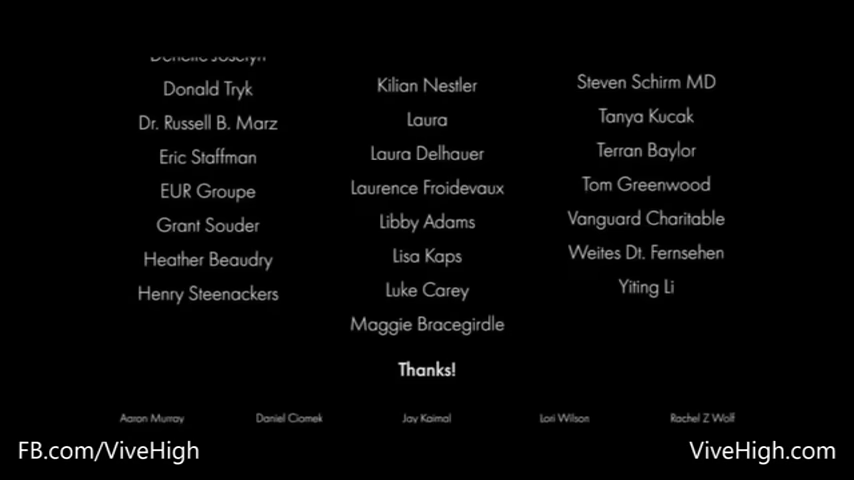 Donald Tryk
Dr. Russell B. Marz
Eric Staffman
EUR Groupe
Grant Souder
Heather Beaudry
Henry Steenackers
Kilian Nestler
Laura
Laura Delhauer
Laurence Froidevaux
Libby Adams
Lisa Kaps
Luke Carey
Maggie Bracegirdle
Steven Schirm MD
Tanya Kucak
Terran Baylor
Tom Greenwood
Vanguard Charitable
Weites Dt. Fernsehen
Yiting Li
Thanks!
Aaron Murray Daniel Ciomek Jay Kaimal Lori Wilson Rachel Z Wolf
FB.com/ViveHigh ViveHigh.com